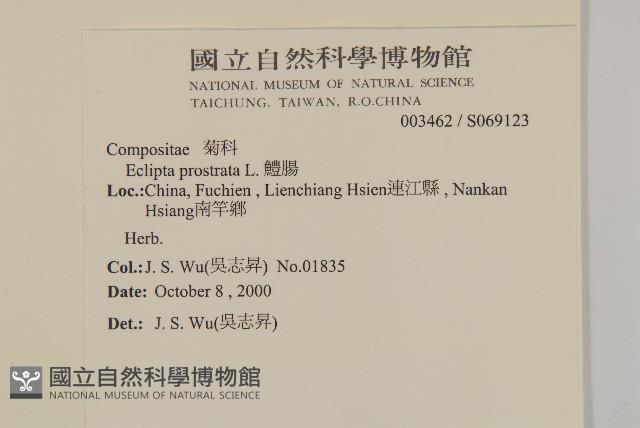 國立自然科學博物館
NATIONAL MUSEUM OF NATURAL SCIENCE
TAICHUNG, TAIWAN, R.O.CHINA
003462 / S069123
Compositae 菊科
Eclipta prostrata L. 鱧腸
Loc.:China, Fuchien , Lienchiang Hsien連江縣 , Nankan
Hsiang南竿鄉
Herb.
Col.:J. S. Wu(吳志昇) No.01835
Date: October 8 , 2000
Det.: J. S. Wu(吳志昇)
國立自然科學博物館
NATIONAL MUSEUM OF NATURAL SCIENCE